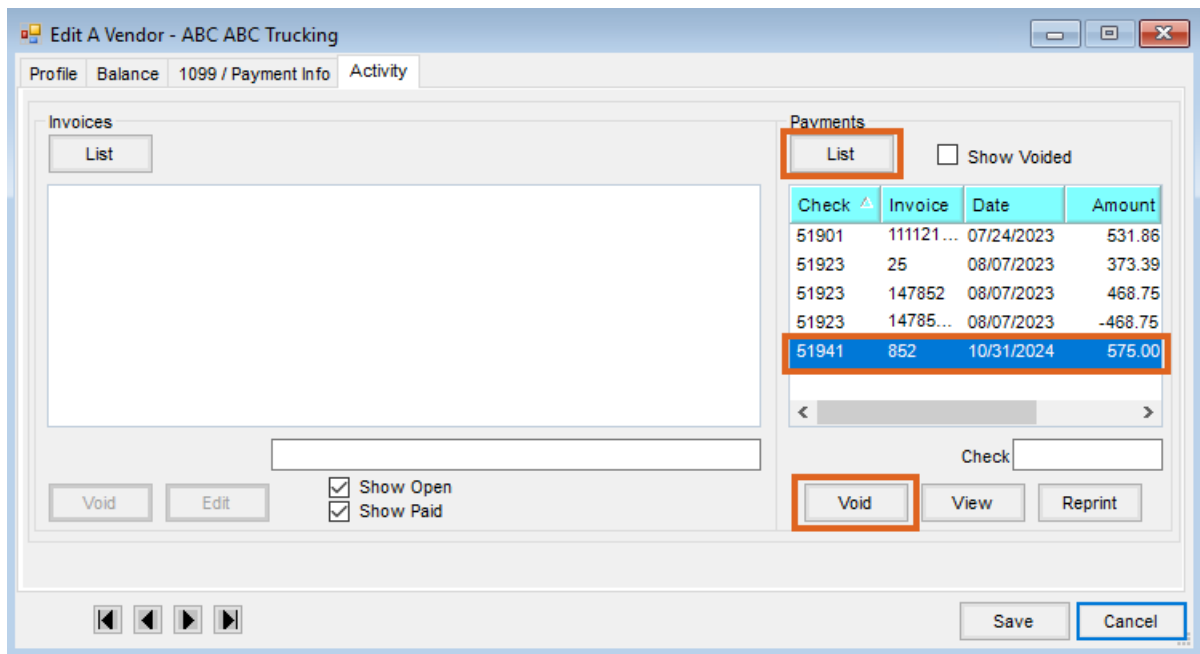 Edit A Vendor - ABC ABC Trucking
Profile Balance 1099 / Payment Info Activity
Invoices
List
Show Open
Show Paid
Void Edit
Payments
List Show Voided
Check Invoice Date Amount
51901 111121... 07/24/2023 531.86
51923 25 08/07/2023 373.39
51923 147852 08/07/2023 468.75
51923 14785... 08/07/2023 -468.75
51941 852 10/31/2024 575.00
Check
Void View Reprint
Save Cancel